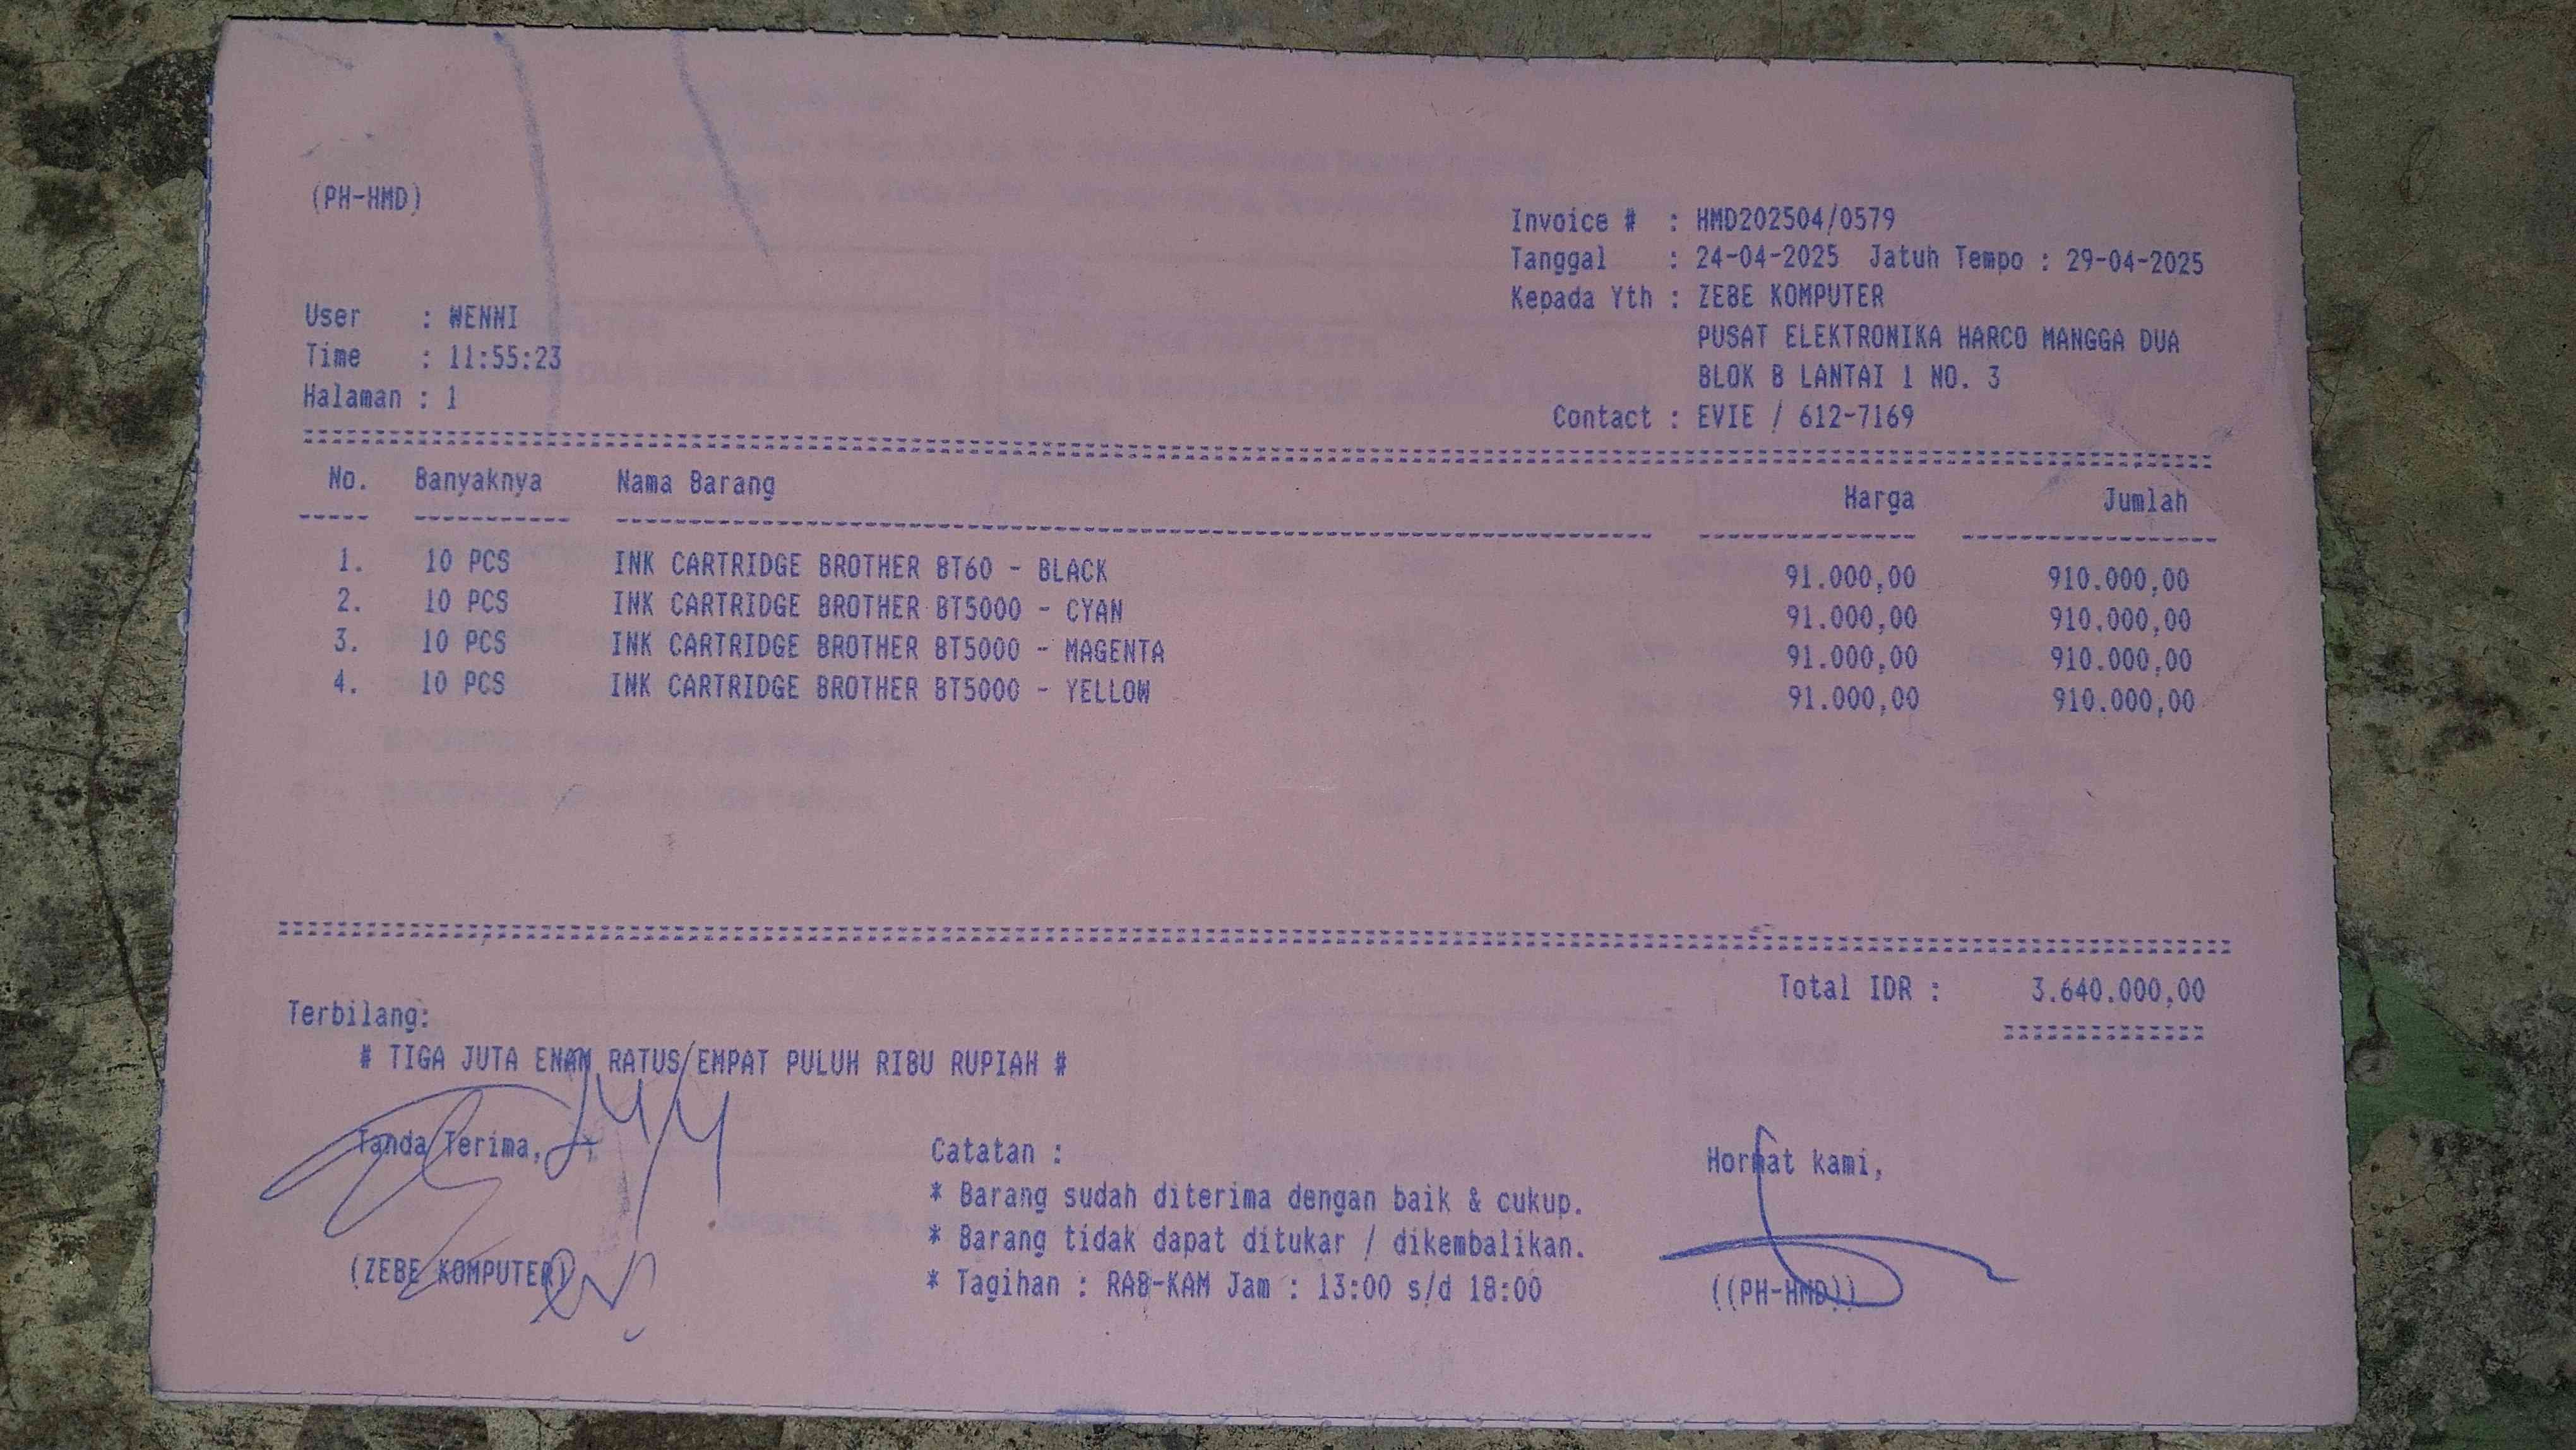 (PH-HMD)
Invoice # : HMD202504/0579
Tanggal : 24-04-2025 Jatuh Tempo : 29-04-2025
Kepada Yth : ZEBE KOMPUTER
PUSAT ELEKTRONIKA HARCO MANGGA DUA
BLOK B LANTAI 1 NO. 3
Contact : EVIE / 612-7169
User : WENNI
Time : 11:55:23
Halaman : 1
No. Banyaknya Nama Barang Harga Jumlah
1. 10 PCS INK CARTRIDGE BROTHER BT60 - BLACK 91.000,00 910.000,00
2. 10 PCS INK CARTRIDGE BROTHER BT5000 - CYAN 91.000,00 910.000,00
3. 10 PCS INK CARTRIDGE BROTHER BT5000 - MAGENTA 91.000,00 910.000,00
4. 10 PCS INK CARTRIDGE BROTHER BT5000 - YELLOW 91.000,00 910.000,00
Total IDR : 3.640.000,00
Terbilang:
# TIGA JUTA ENAM RATUS EMPAT PULUH RIBU RUPIAH #
Tanda Terima,
(ZEBE KOMPUTER)
Catatan :
* Barang sudah diterima dengan baik & cukup.
* Barang tidak dapat ditukar / dikembalikan.
* Tagihan : RAB-KAM Jam : 13:00 s/d 18:00
Hormat kami,
((PH-HMD))